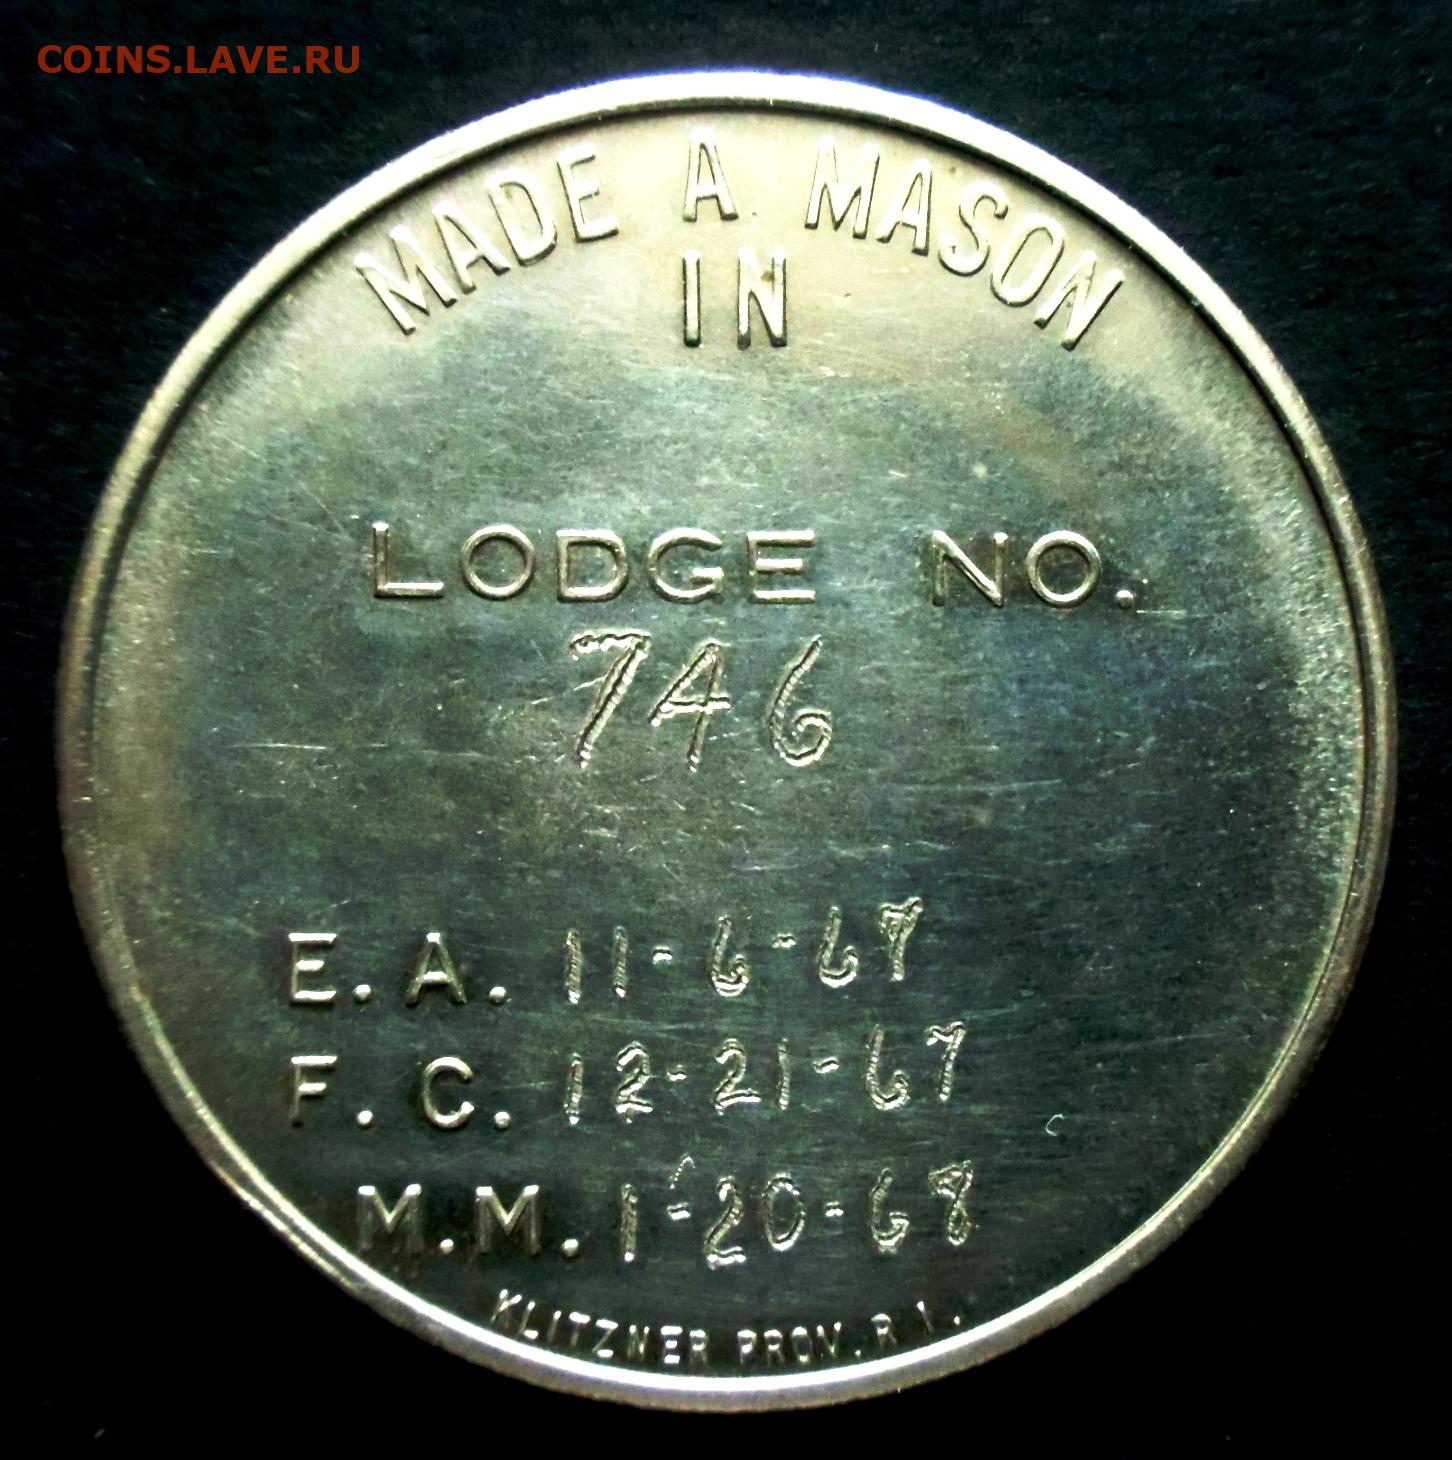 COINS.LAVE.RU
MADE A MASON
IN
LODGE NO.
746
E. A. 11-6-67
F. C. 12-21-67
M.M. 1-20-68
KLITZNER PROV. R.I.